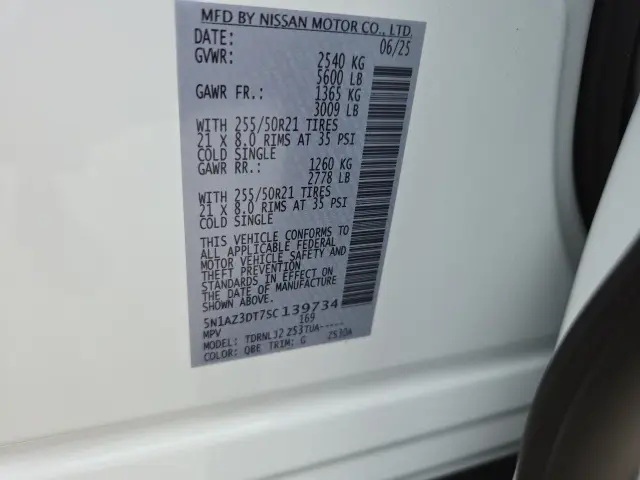 MFD BY NISSAN MOTOR CO., LTD.
DATE: 06/25
GVWR: 2540 KG
5600 LB
GAWR FR.: 1365 KG
3009 LB
WITH 255/50R21 TIRES
21 X 8.0 RIMS AT 35 PSI
COLD SINGLE
GAWR RR.: 1260 KG
2778 LB
WITH 255/50R21 TIRES
21 X 8.0 RIMS AT 35 PSI
COLD SINGLE
THIS VEHICLE CONFORMS TO
ALL APPLICABLE FEDERAL
MOTOR VEHICLE SAFETY AND
THEFT PREVENTION
STANDARDS IN EFFECT ON
THE DATE OF MANUFACTURE
SHOWN ABOVE.
5N1AZ3DT7SC139734
MPV 169
MODEL: TDRNLJ2 253TUA-----
COLOR: QBE TRIM: G 2530A